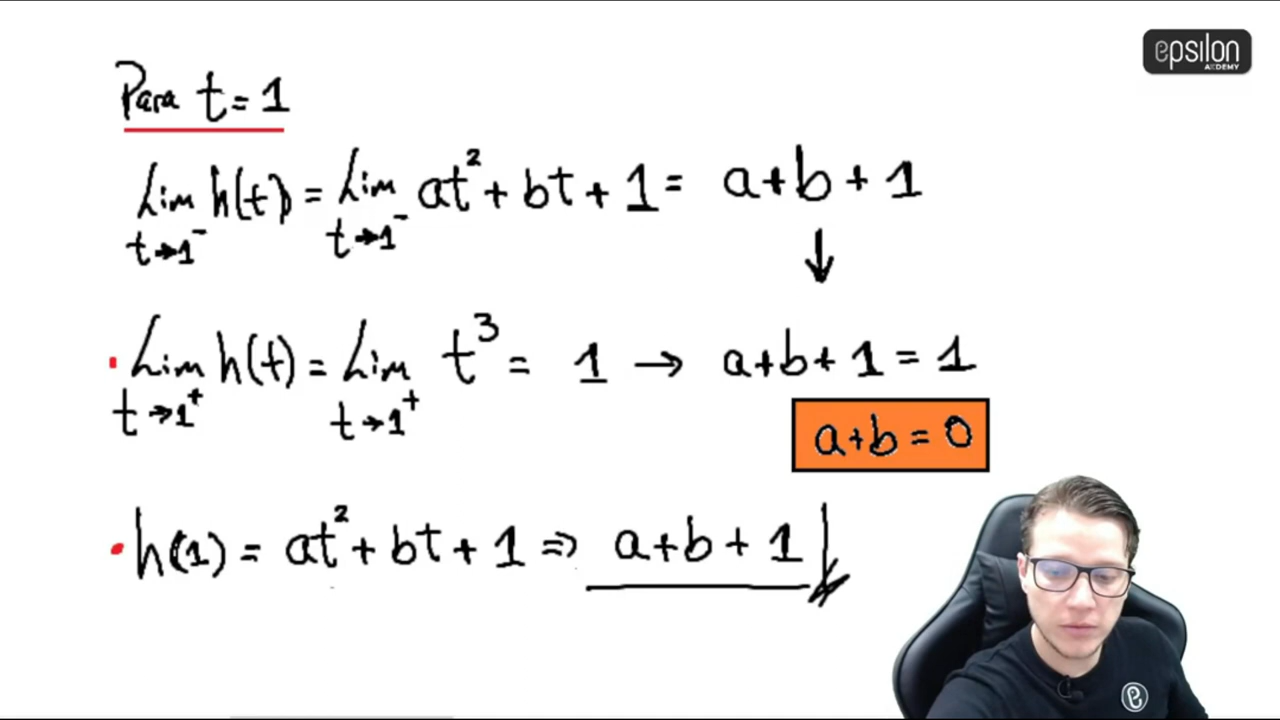 epsilon
AKDEMY
Para t = 1
Lim h(t) = Lim at² + bt + 1 = a + b + 1
t→1⁻ t→1⁻
↓
· Lim h(t) = Lim t³ = 1 → a + b + 1 = 1
t→1⁺ t→1⁺
a + b = 0
· h(1) = at² + bt + 1 ⇒ a + b + 1